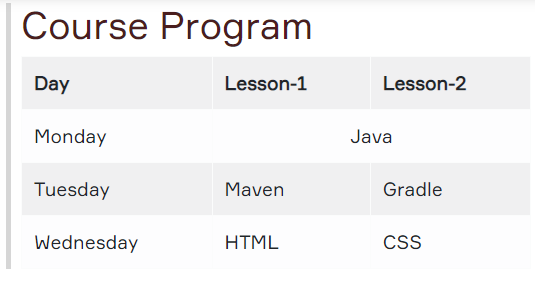 Course Program
Day Lesson-1 Lesson-2
Monday Java
Tuesday Maven Gradle
Wednesday HTML CSS